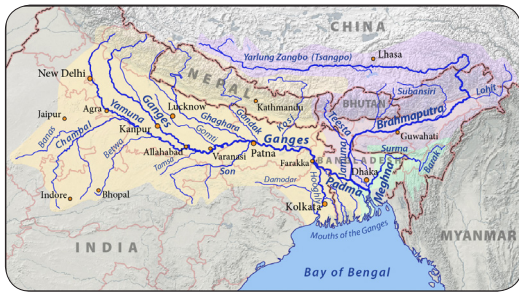 CHINA
Yarlung Zangbo (Tsangpo)
Lhasa
New Delhi
NEPAL
Subansiri
Lohit
Agra
Yamuna
Ganges
Lucknow
Kathmandu
BHUTAN
Brahmaputra
Jaipur
Ghaghara
Gandak
Kosi
Teesta
Banas
Chambal
Kanpur
Gomti
Guwahati
Betwa
Allahabad
Varanasi
Patna
Ganges
Farakka
BANGLADESH
Jamuna
Surma
Barak
Tamsa
Son
Damodar
Hooghly
Padma
Dhaka
Meghna
Indore
Bhopal
Kolkata
INDIA
Mouths of the Ganges
MYANMAR
Bay of Bengal